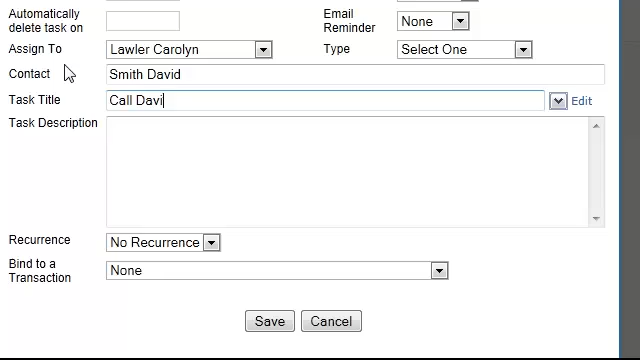 Automatically
delete task on
Email
Reminder
None
Assign To
Lawler Carolyn
Type
Select One
Contact
Smith David
Task Title
Call Davi
Edit
Task Description
Recurrence
No Recurrence
Bind to a
Transaction
None
Save
Cancel